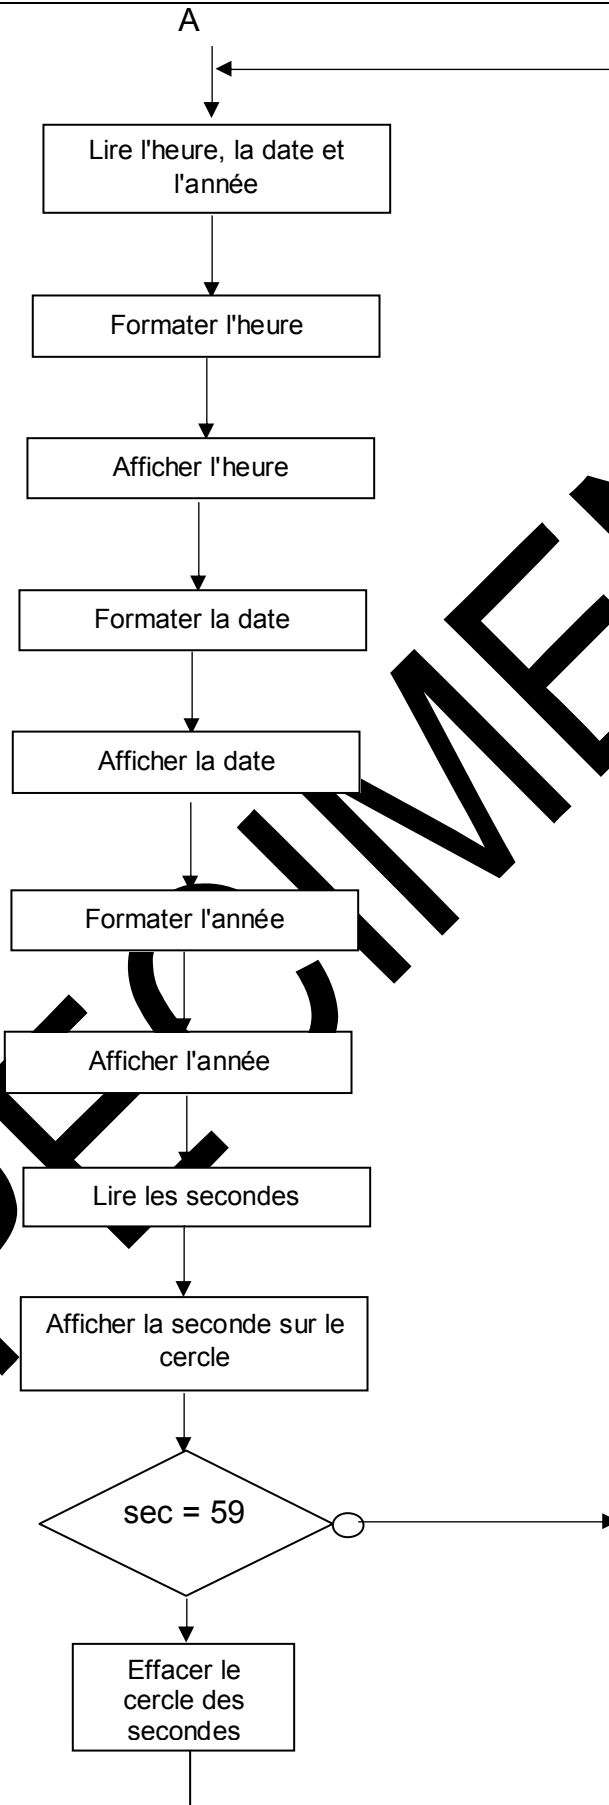 A
Lire l'heure, la date et
l'année
Formater l'heure
Afficher l'heure
Formater la date
Afficher la date
Formater l'année
Afficher l'année
Lire les secondes
Afficher la seconde sur le
cercle
sec = 59
Effacer le
cercle des
secondes